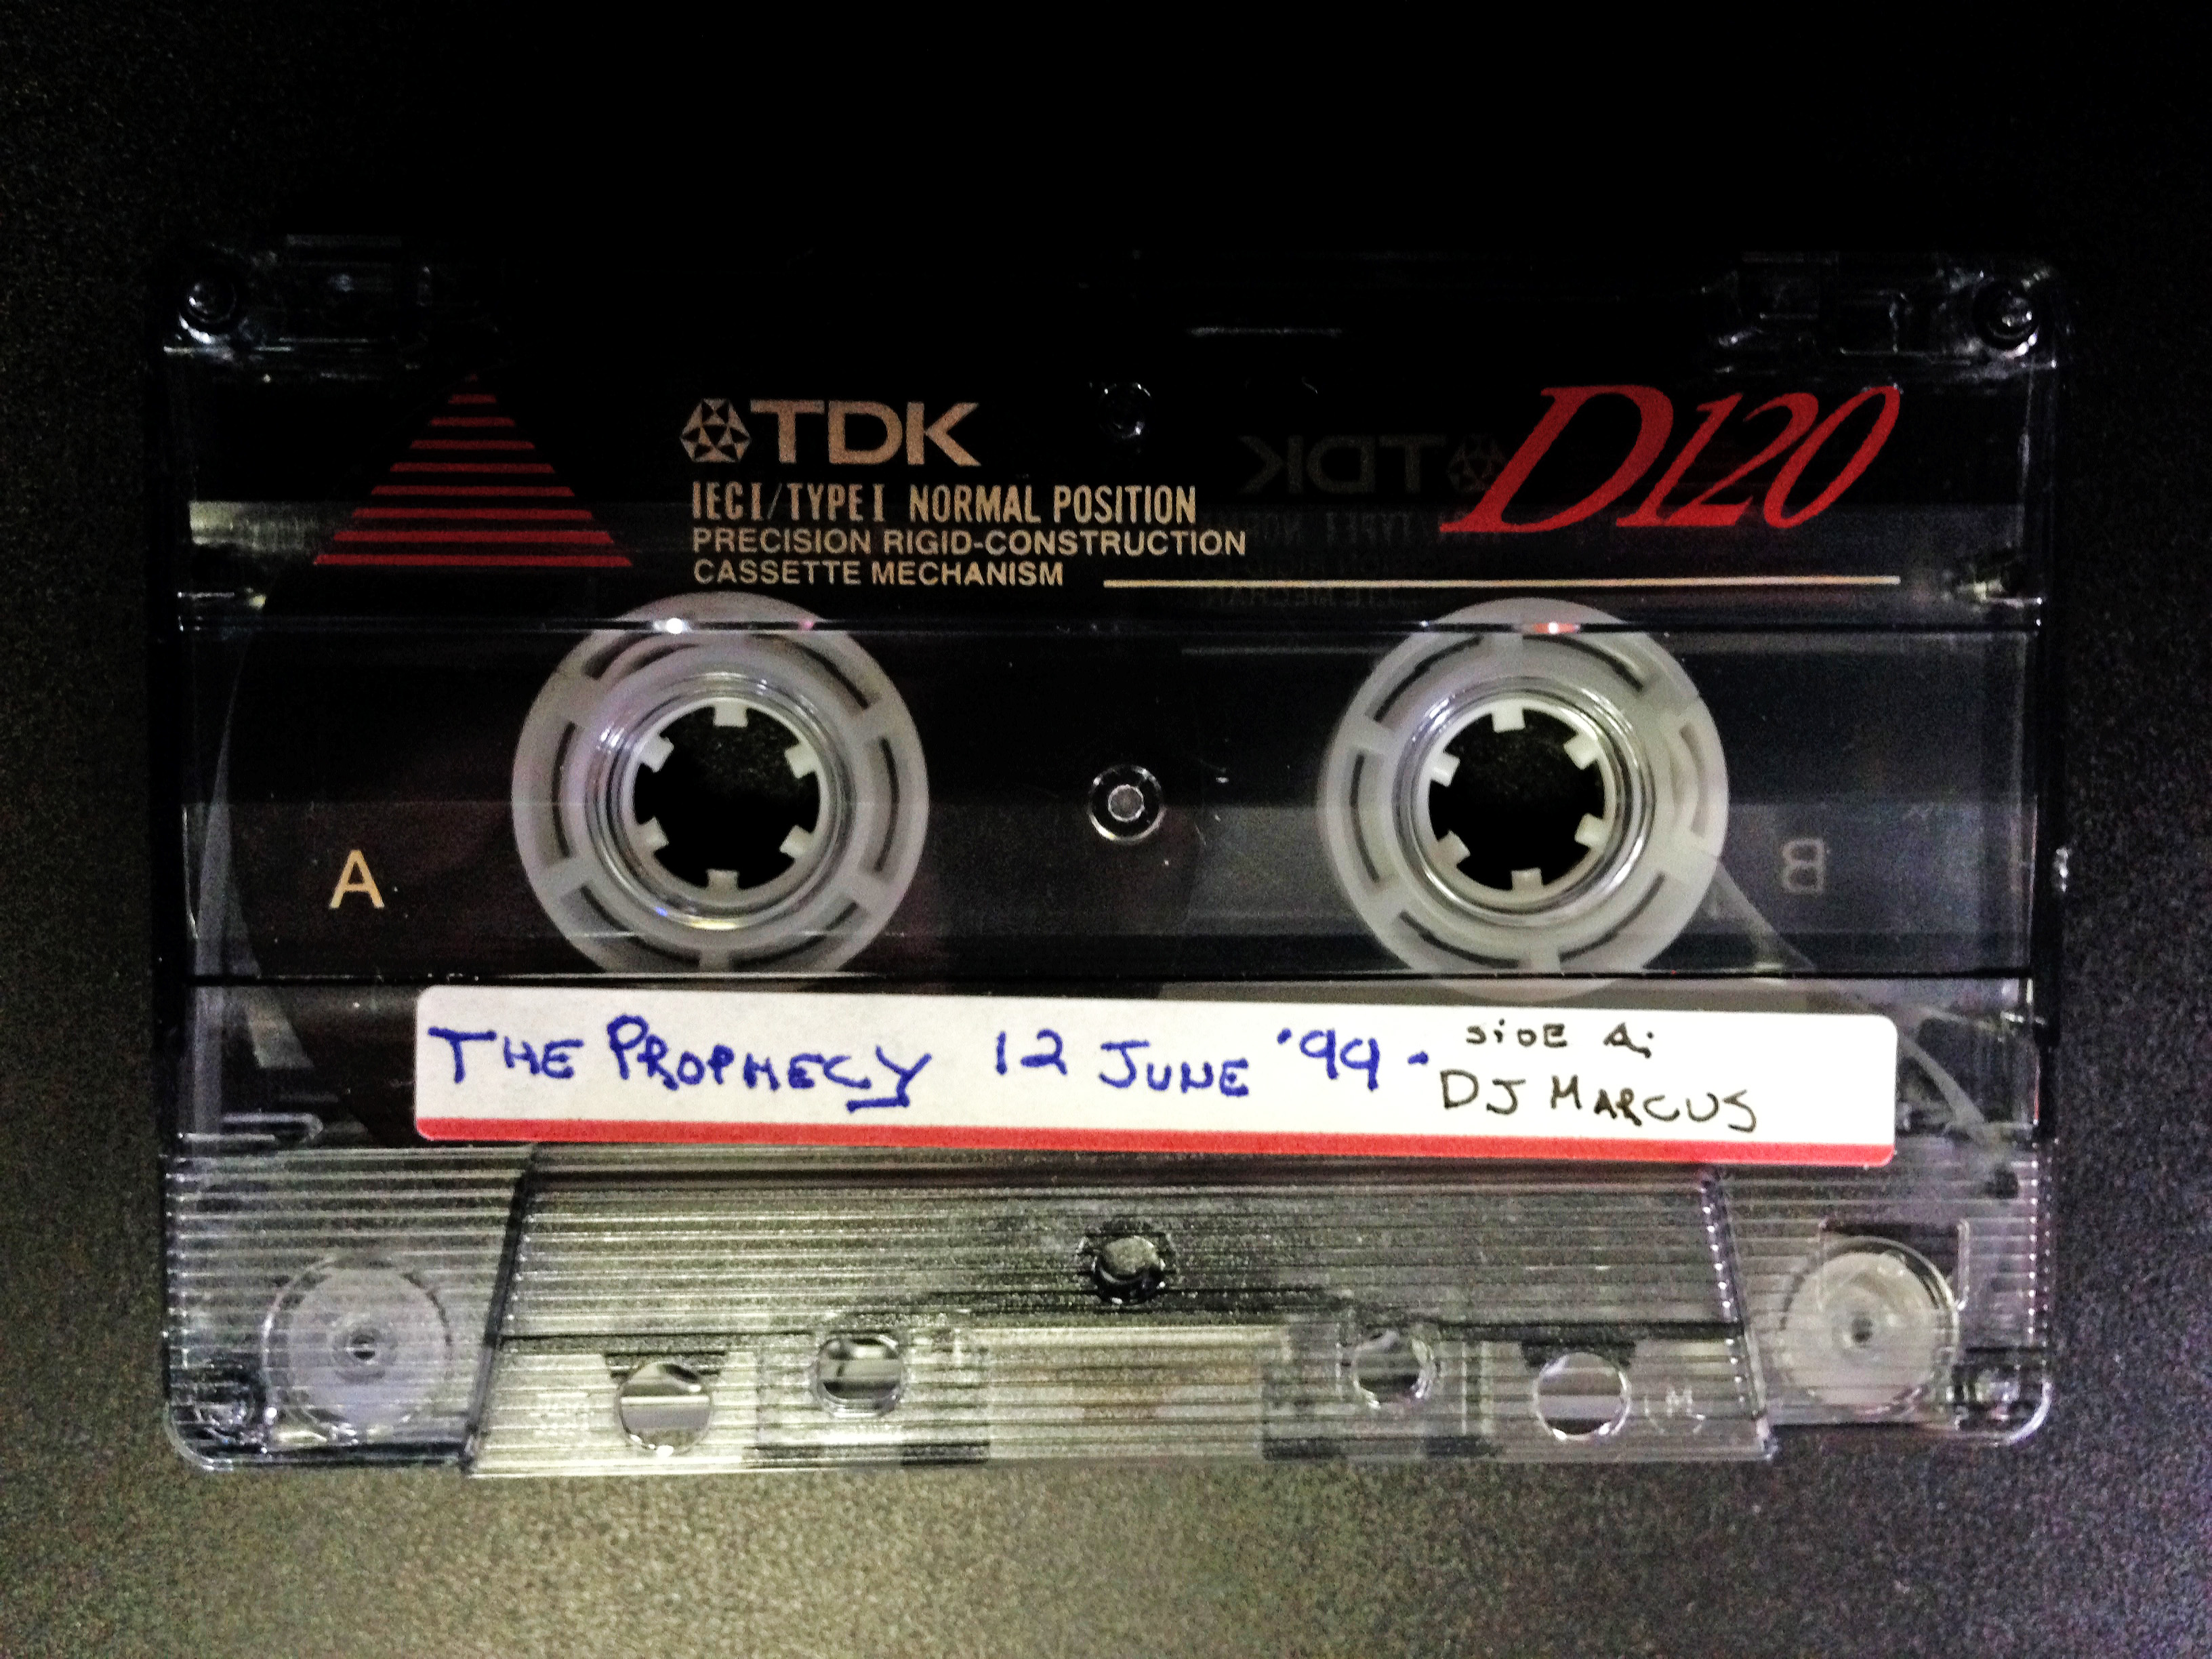 TDK
D120
IEC I/TYPE I NORMAL POSITION
PRECISION RIGID-CONSTRUCTION
CASSETTE MECHANISM
A
B
THE PROPHECY 12 JUNE '99 -
SIDE A:
DJ MARCUS